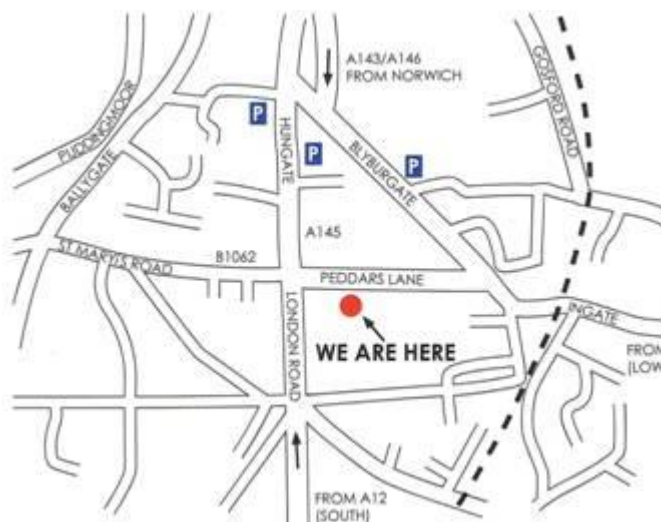 A143/A146
FROM NORWICH
GOSFORD ROAD
PUDDINGMOOR
P
HUNGATE
P
BLYBURGATE
P
BALLYGATE
A145
ST MARY'S ROAD
B1062
PEDDARS LANE
INGATE
LONDON ROAD
WE ARE HERE
FROM
(LOW
FROM A12
(SOUTH)